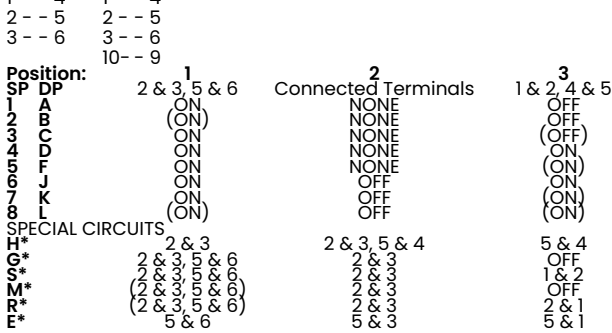 2 - - 5 2 - - 5
3 - - 6 3 - - 6
10- - 9
Position: 1 2 3
SP DP 2 & 3, 5 & 6 Connected Terminals 1 & 2, 4 & 5
1 A ON NONE OFF
2 B (ON) NONE OFF
3 C ON NONE (OFF)
4 D ON NONE ON
5 F ON NONE (ON)
6 J ON OFF ON
7 K ON OFF (ON)
8 L (ON) OFF (ON)
SPECIAL CIRCUITS
H* 2 & 3 2 & 3, 5 & 4 5 & 4
G* 2 & 3, 5 & 6 2 & 3 OFF
S* 2 & 3, 5 & 6 2 & 3 1 & 2
M* (2 & 3, 5 & 6) 2 & 3 OFF
R* (2 & 3, 5 & 6) 2 & 3 2 & 1
E* 5 & 6 5 & 3 5 & 1